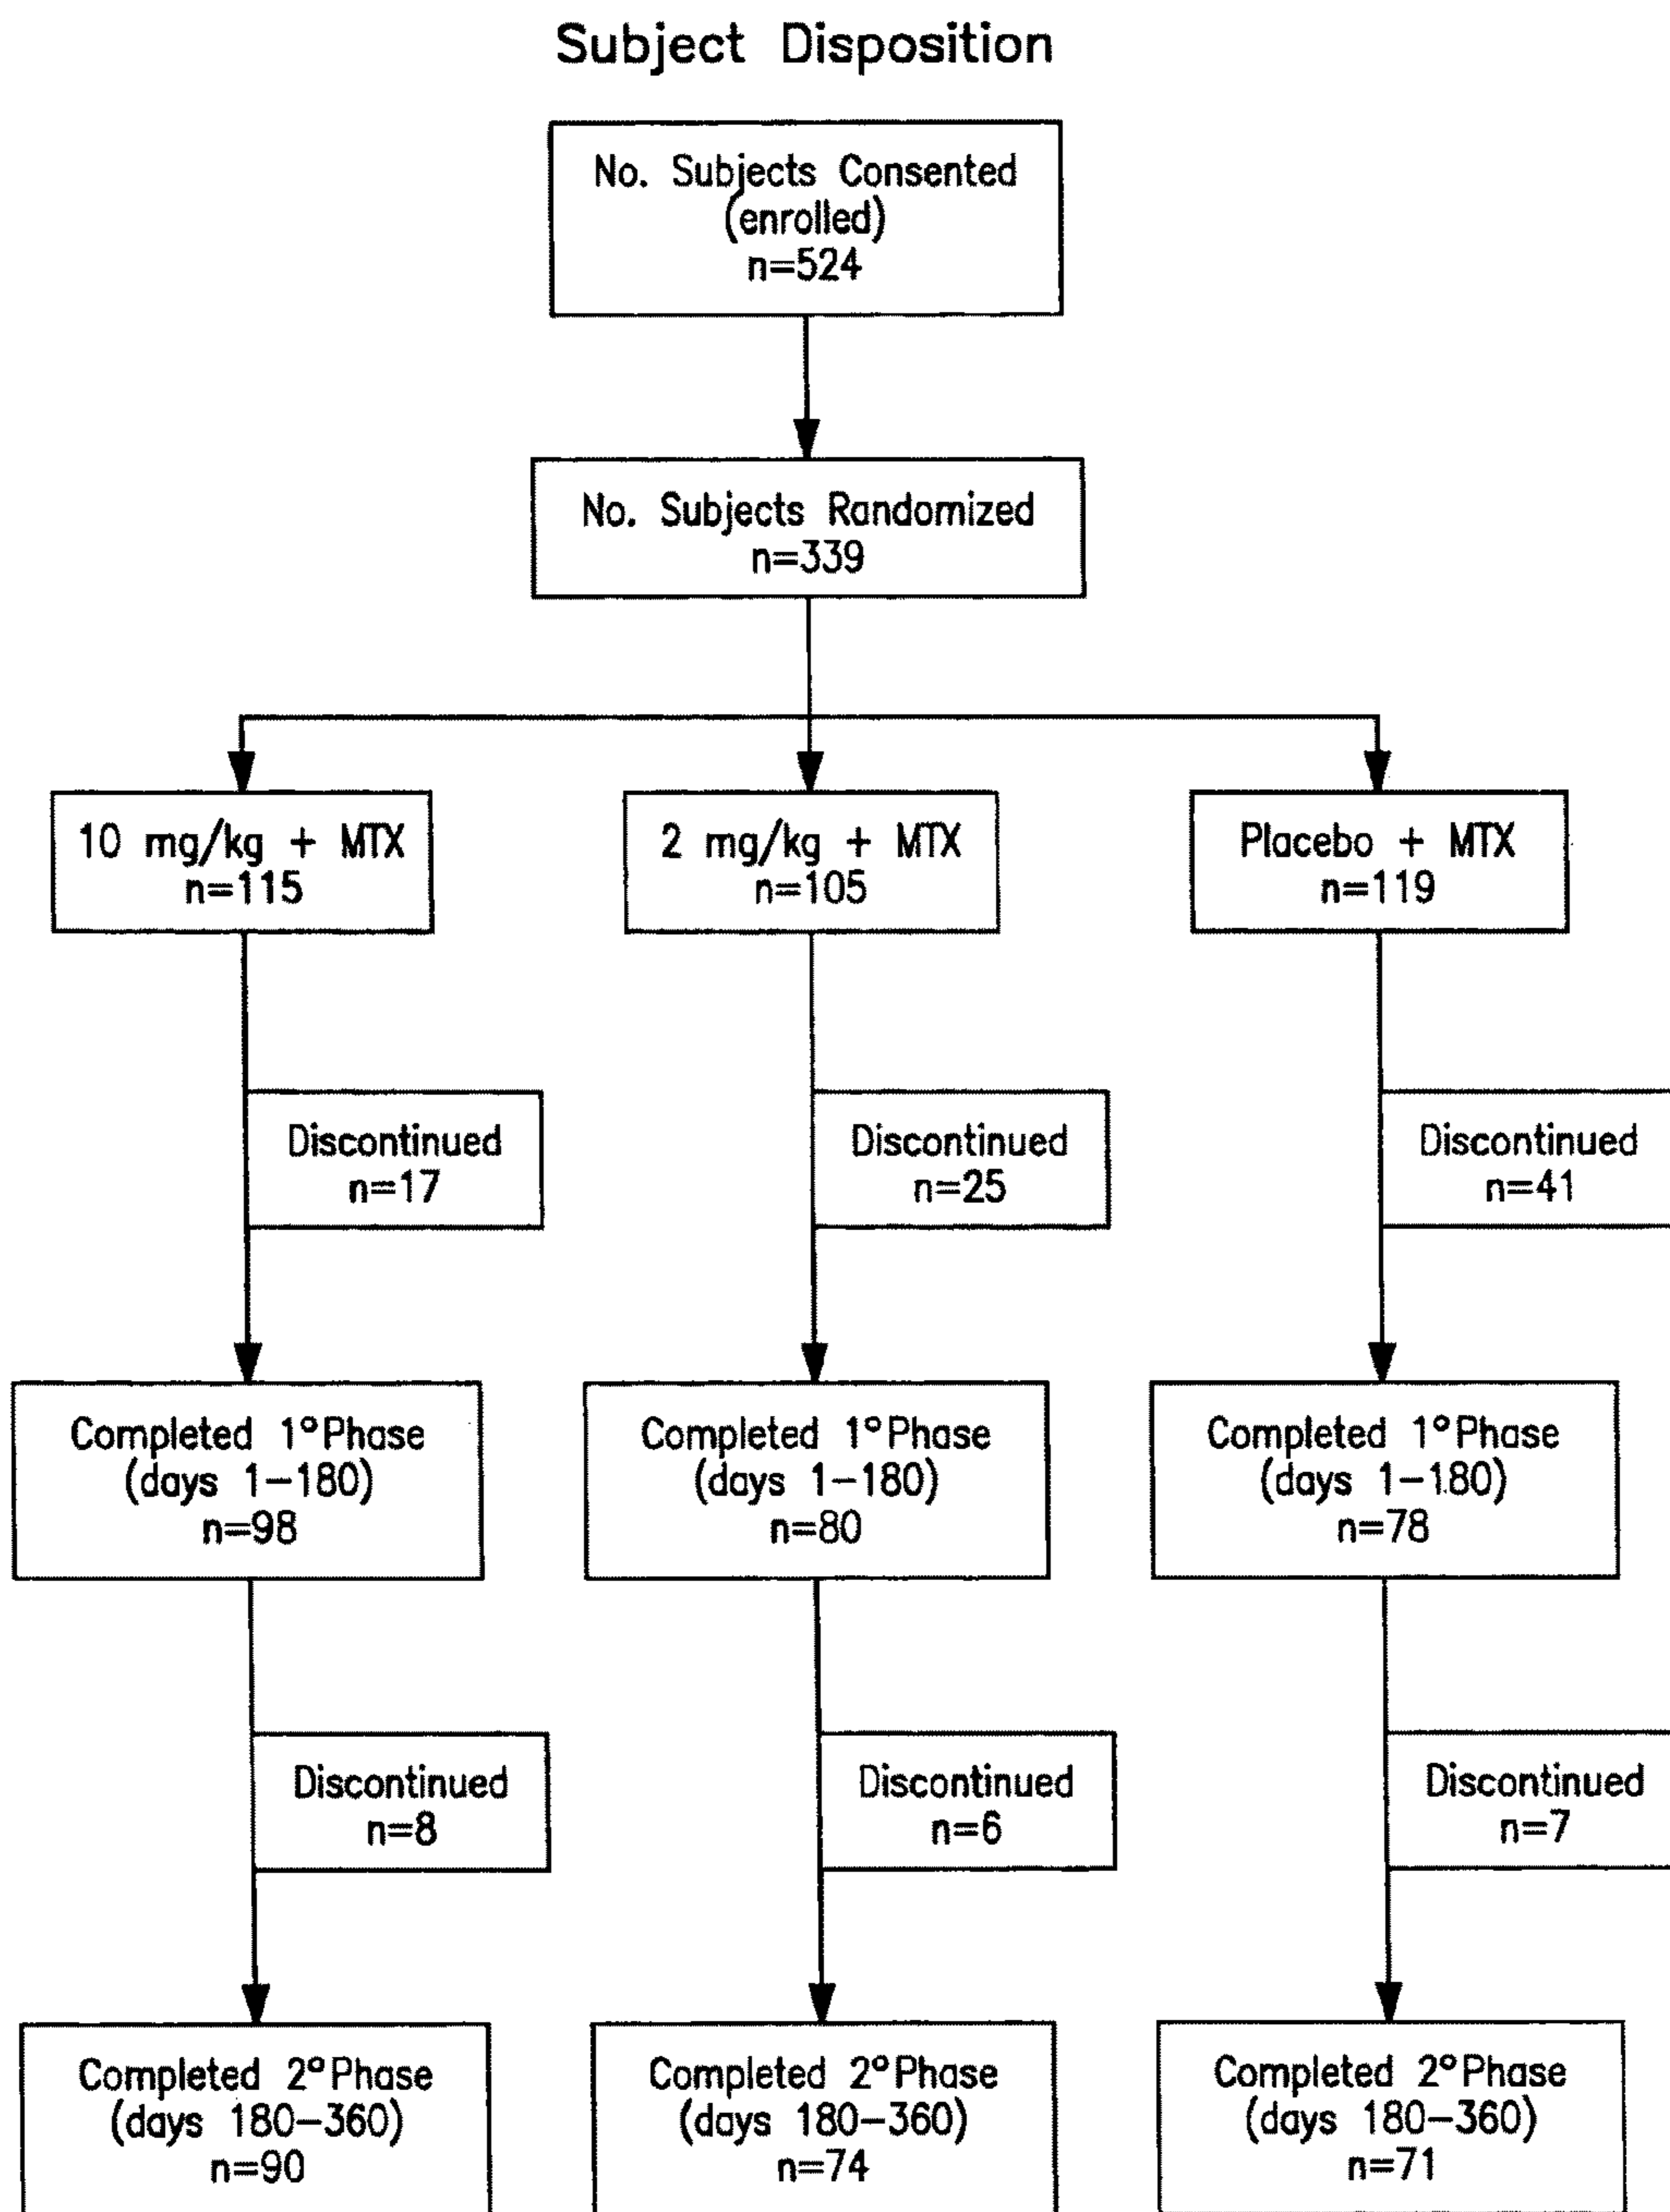 Subject Disposition
No. Subjects Consented
(enrolled)
n=524
No. Subjects Randomized
n=339
10 mg/kg + MTX
n=115
2 mg/kg + MTX
n=105
Placebo + MTX
n=119
Discontinued
n=17
Discontinued
n=25
Discontinued
n=41
Completed 1°Phase
(days 1-180)
n=98
Completed 1°Phase
(days 1-180)
n=80
Completed 1°Phase
(days 1-180)
n=78
Discontinued
n=8
Discontinued
n=6
Discontinued
n=7
Completed 2°Phase
(days 180-360)
n=90
Completed 2°Phase
(days 180-360)
n=74
Completed 2°Phase
(days 180-360)
n=71